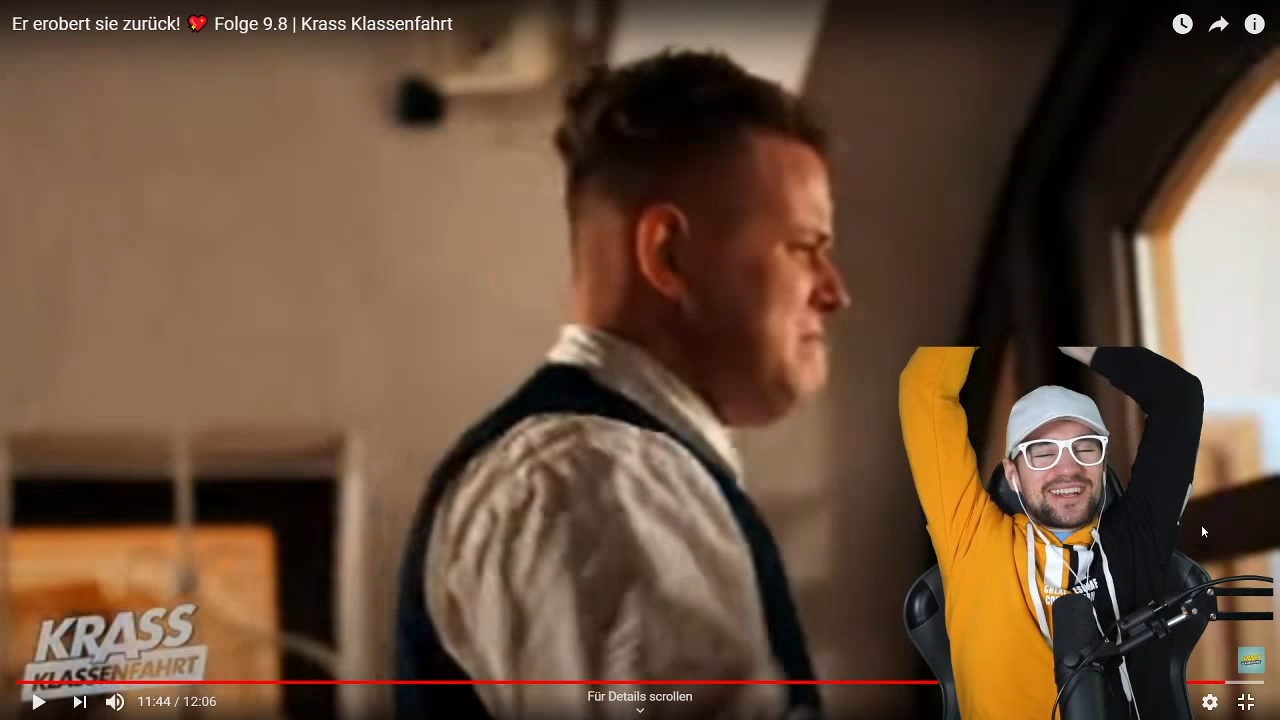 Er erobert sie zurück! 💖 Folge 9.8 | Krass Klassenfahrt
KRASS
KLASSENFAHRT
11:44 / 12:06
Für Details scrollen